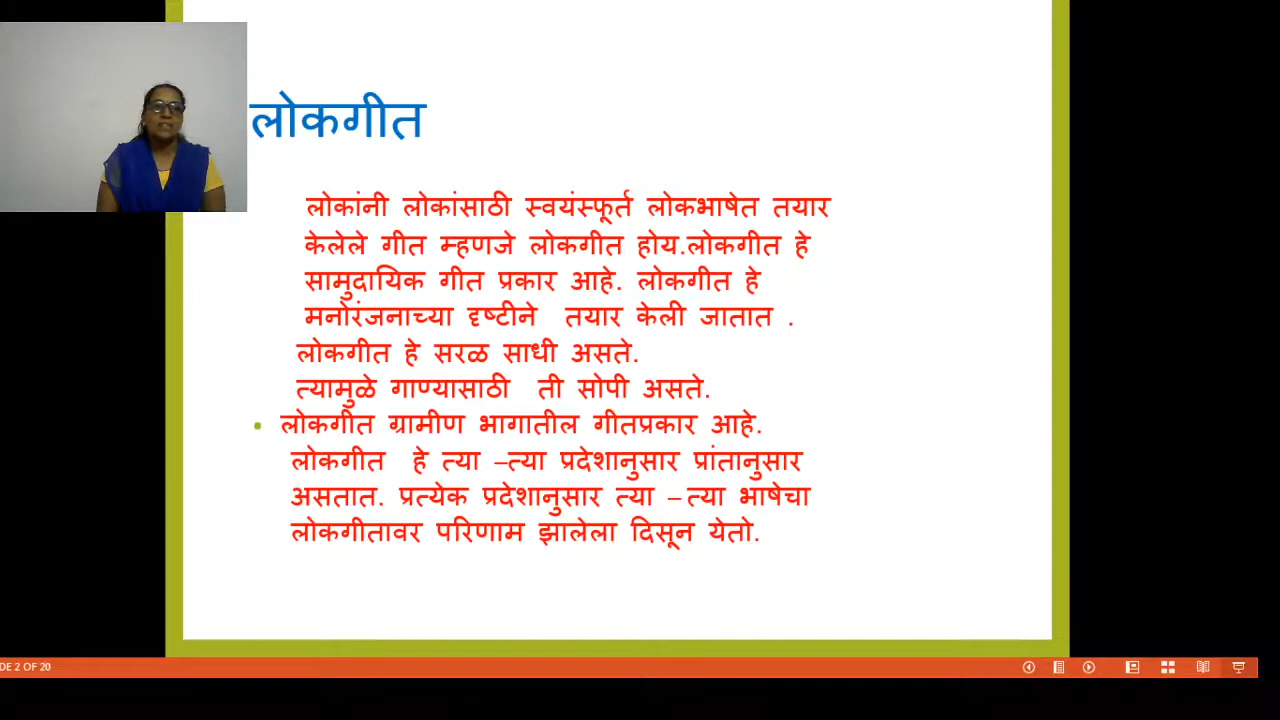 लोकगीत
लोकांनी लोकांसाठी स्वयंस्फूर्त लोकभाषेत तयार
केलेले गीत म्हणजे लोकगीत होय.लोकगीत हे
सामुदायिक गीत प्रकार आहे. लोकगीत हे
मनोरंजनाच्या दृष्टीने तयार केली जातात .
लोकगीत हे सरळ साधी असते.
त्यामुळे गाण्यासाठी ती सोपी असते.
• लोकगीत ग्रामीण भागातील गीतप्रकार आहे.
लोकगीत हे त्या –त्या प्रदेशानुसार प्रांतानुसार
असतात. प्रत्येक प्रदेशानुसार त्या – त्या भाषेचा
लोकगीतावर परिणाम झालेला दिसून येतो.
DE 2 OF 20